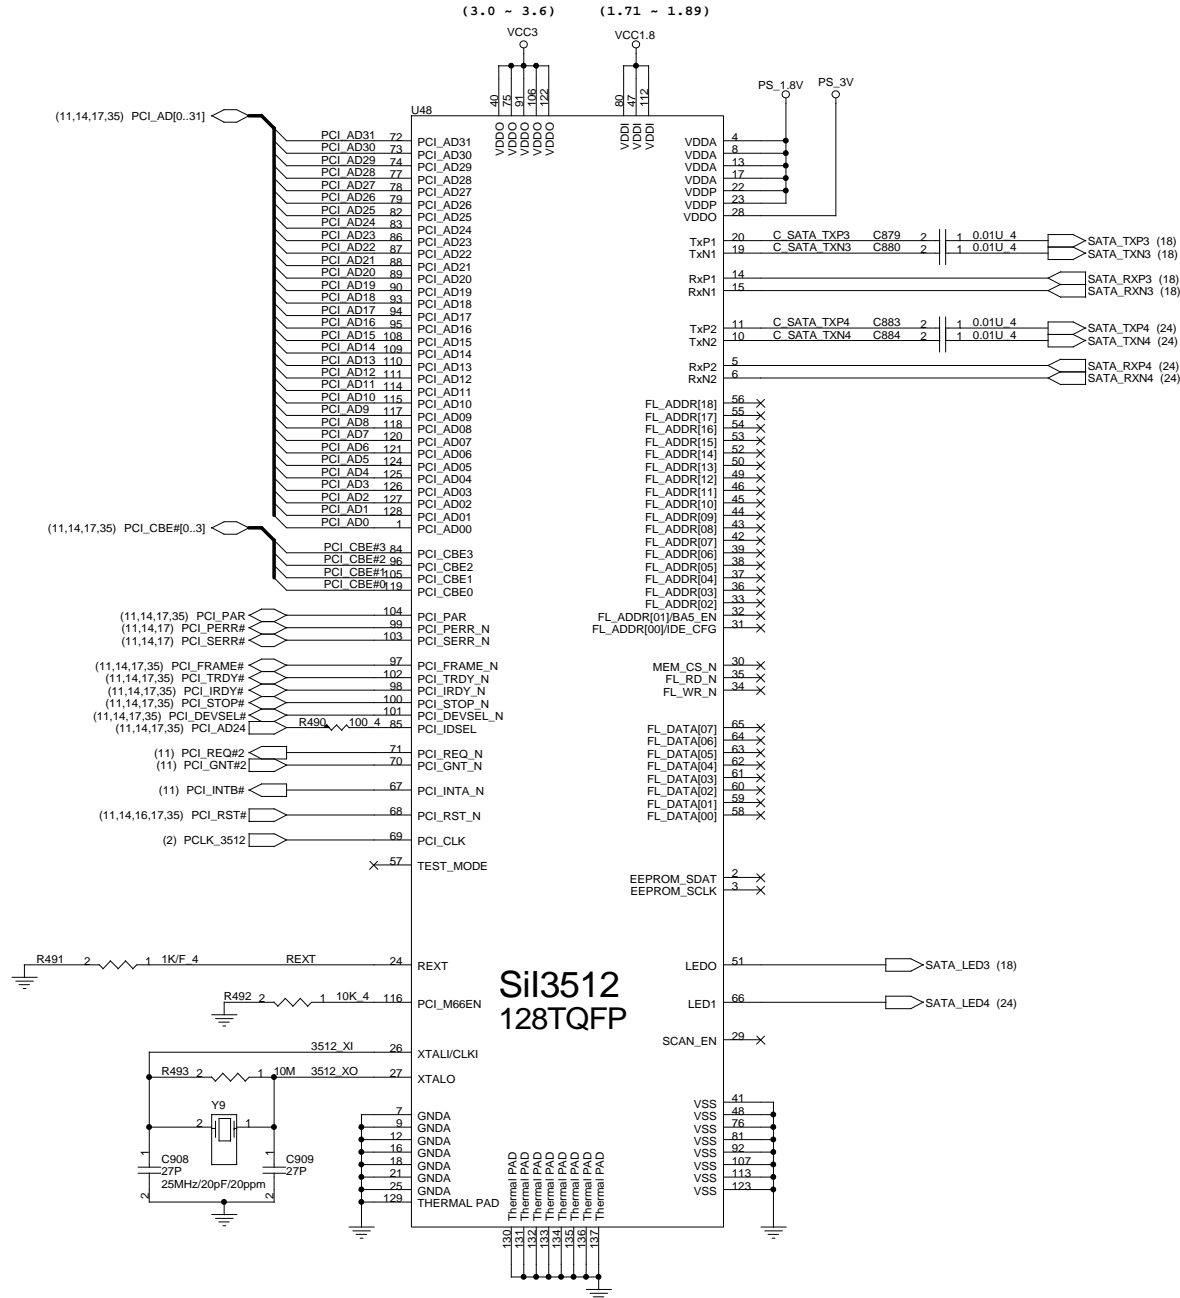 (3.0 ~ 3.6) (1.71 ~ 1.89)
VCC3 VCC1.8
PS_1.8V PS_3V
40 75 91 106 122 80 47 112
VDDO VDDO VDDO VDDO VDDO VDDI VDDI VDDI
U48
(11,14,17,35) PCI_AD[0..31]
PCI_AD31 72 PCI_AD31
PCI_AD30 73 PCI_AD30
PCI_AD29 74 PCI_AD29
PCI_AD28 77 PCI_AD28
PCI_AD27 78 PCI_AD27
PCI_AD26 79 PCI_AD26
PCI_AD25 82 PCI_AD25
PCI_AD24 83 PCI_AD24
PCI_AD23 86 PCI_AD23
PCI_AD22 87 PCI_AD22
PCI_AD21 88 PCI_AD21
PCI_AD20 89 PCI_AD20
PCI_AD19 90 PCI_AD19
PCI_AD18 93 PCI_AD18
PCI_AD17 94 PCI_AD17
PCI_AD16 95 PCI_AD16
PCI_AD15 108 PCI_AD15
PCI_AD14 109 PCI_AD14
PCI_AD13 110 PCI_AD13
PCI_AD12 111 PCI_AD12
PCI_AD11 114 PCI_AD11
PCI_AD10 115 PCI_AD10
PCI_AD9 117 PCI_AD09
PCI_AD8 118 PCI_AD08
PCI_AD7 120 PCI_AD07
PCI_AD6 121 PCI_AD06
PCI_AD5 124 PCI_AD05
PCI_AD4 125 PCI_AD04
PCI_AD3 126 PCI_AD03
PCI_AD2 127 PCI_AD02
PCI_AD1 128 PCI_AD01
PCI_AD0 1 PCI_AD00
(11,14,17,35) PCI_CBE#[0..3]
PCI_CBE#3 84 PCI_CBE3
PCI_CBE#2 96 PCI_CBE2
PCI_CBE#1 105 PCI_CBE1
PCI_CBE#0 119 PCI_CBE0
(11,14,17,35) PCI_PAR 104 PCI_PAR
(11,14,17) PCI_PERR# 99 PCI_PERR_N
(11,14,17) PCI_SERR# 103 PCI_SERR_N
(11,14,17,35) PCI_FRAME# 97 PCI_FRAME_N
(11,14,17,35) PCI_TRDY# 102 PCI_TRDY_N
(11,14,17,35) PCI_IRDY# 98 PCI_IRDY_N
(11,14,17,35) PCI_STOP# 100 PCI_STOP_N
(11,14,17,35) PCI_DEVSEL# 101 PCI_DEVSEL_N
(11,14,17,35) PCI_AD24 R490 100_4 85 PCI_IDSEL
(11) PCI_REQ#2 71 PCI_REQ_N
(11) PCI_GNT#2 70 PCI_GNT_N
(11) PCI_INTB# 67 PCI_INTA_N
(11,14,16,17,35) PCI_RST# 68 PCI_RST_N
(2) PCLK_3512 69 PCI_CLK
57 TEST_MODE
R491 2 1 1K/F_4 REXT 24 REXT
R492 2 1 10K_4 116 PCI_M66EN
3512_XI 26 XTALI/CLKI
R493 2 1 10M 3512_XO 27 XTALO
Y9
2 1
1 C908 27P 2
1 C909 27P 2
25MHz/20pF/20ppm
7 GNDA
9 GNDA
12 GNDA
16 GNDA
18 GNDA
21 GNDA
25 GNDA
129 THERMAL PAD
SiI3512
128TQFP
Thermal PAD Thermal PAD Thermal PAD Thermal PAD Thermal PAD Thermal PAD Thermal PAD Thermal PAD
130 131 132 133 134 135 136 137
VDDA 4
VDDA 8
VDDA 13
VDDA 17
VDDP 22
VDDP 23
VDDO 28
TxP1 20 C_SATA_TXP3 C879 2 1 0.01U_4 SATA_TXP3 (18)
TxN1 19 C_SATA_TXN3 C880 2 1 0.01U_4 SATA_TXN3 (18)
RxP1 14 SATA_RXP3 (18)
RxN1 15 SATA_RXN3 (18)
TxP2 11 C_SATA_TXP4 C883 2 1 0.01U_4 SATA_TXP4 (24)
TxN2 10 C_SATA_TXN4 C884 2 1 0.01U_4 SATA_TXN4 (24)
RxP2 5 SATA_RXP4 (24)
RxN2 6 SATA_RXN4 (24)
FL_ADDR[18] 56
FL_ADDR[17] 55
FL_ADDR[16] 54
FL_ADDR[15] 53
FL_ADDR[14] 52
FL_ADDR[13] 50
FL_ADDR[12] 49
FL_ADDR[11] 46
FL_ADDR[10] 45
FL_ADDR[09] 44
FL_ADDR[08] 43
FL_ADDR[07] 42
FL_ADDR[06] 39
FL_ADDR[05] 38
FL_ADDR[04] 37
FL_ADDR[03] 36
FL_ADDR[02] 33
FL_ADDR[01]/BA5_EN 32
FL_ADDR[00]/IDE_CFG 31
MEM_CS_N 30
FL_RD_N 35
FL_WR_N 34
FL_DATA[07] 65
FL_DATA[06] 64
FL_DATA[05] 63
FL_DATA[04] 62
FL_DATA[03] 61
FL_DATA[02] 60
FL_DATA[01] 59
FL_DATA[00] 58
EEPROM_SDAT 2
EEPROM_SCLK 3
LEDO 51 SATA_LED3 (18)
LED1 66 SATA_LED4 (24)
SCAN_EN 29
VSS 41
VSS 48
VSS 76
VSS 81
VSS 92
VSS 107
VSS 113
VSS 123